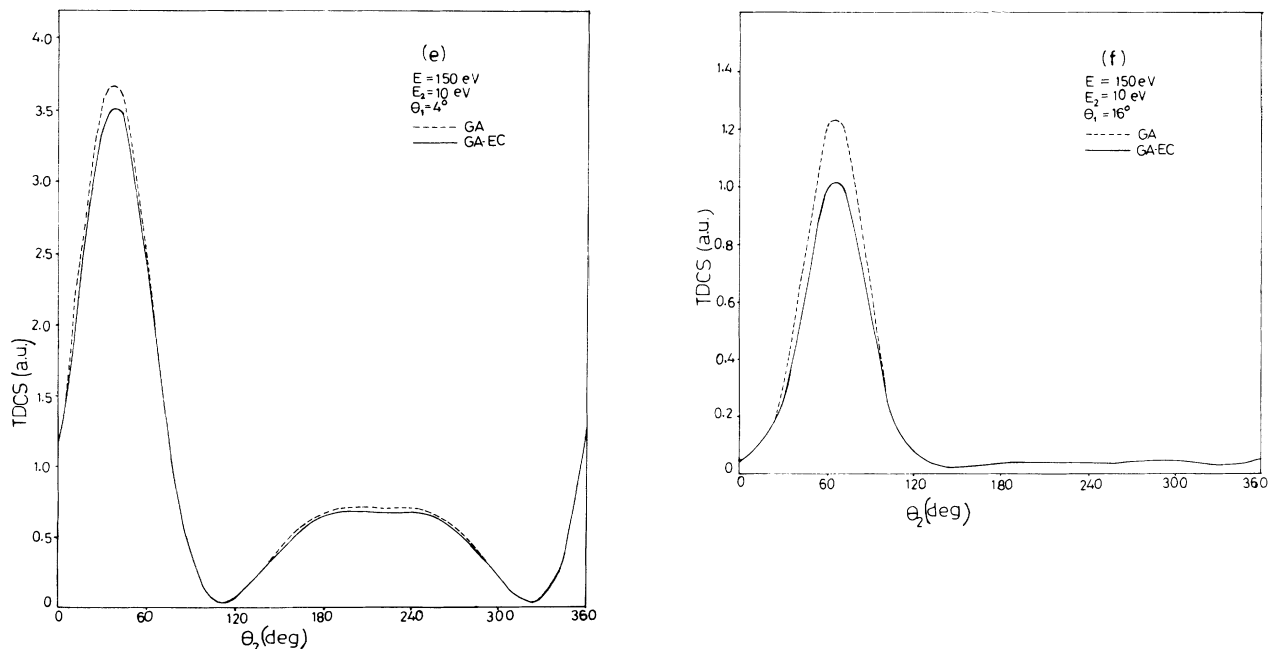 (e)
E = 150 eV
E₂ = 10 eV
θ₁ = 4°
GA
GA-EC
TDCS (a.u.)
4.0
3.5
3.0
2.5
2.0
1.5
1.0
0.5
0
0 60 120 180 240 300 360
θ₂(deg)
(f)
E = 150 eV
E₂ = 10 eV
θ₁ = 16°
GA
GA-EC
TDCS (a.u.)
1.4
1.2
1.0
0.8
0.6
0.4
0.2
0
0 60 120 180 240 300 360
θ₂(deg)